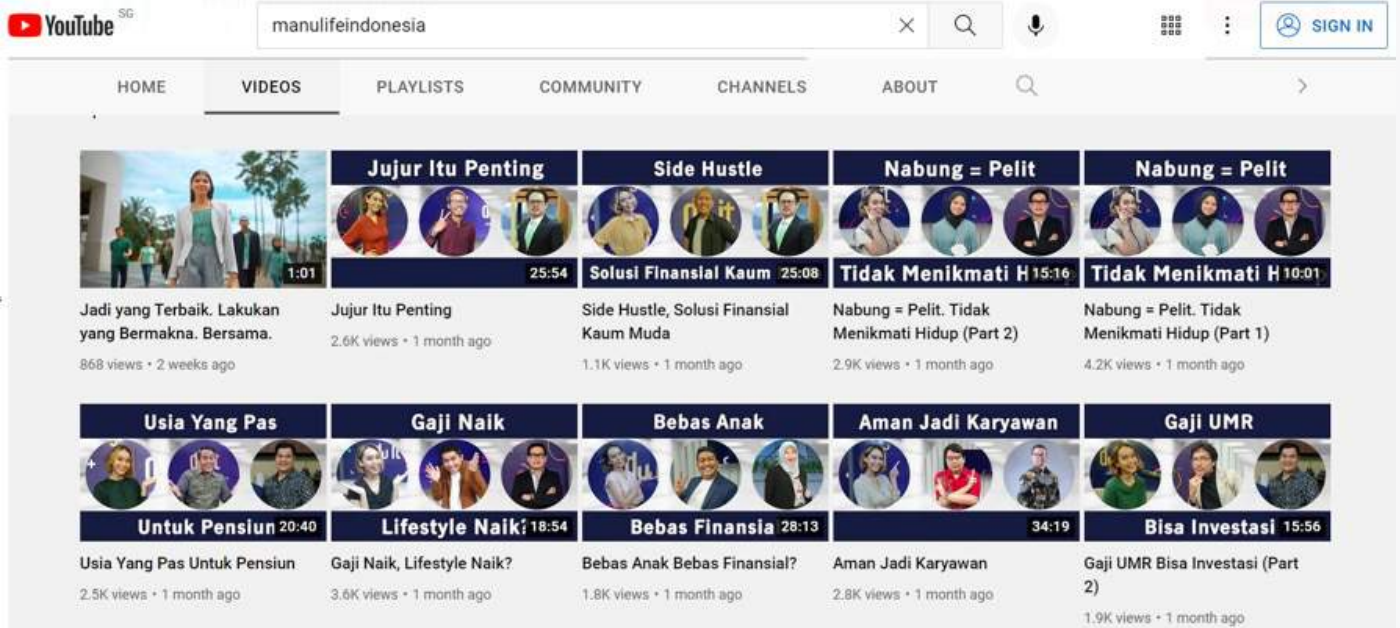 YouTube SG
manulifeindonesia
SIGN IN
HOME VIDEOS PLAYLISTS COMMUNITY CHANNELS ABOUT
1:01
Jadi yang Terbaik. Lakukan
yang Bermakna. Bersama.
868 views • 2 weeks ago
Jujur Itu Penting
25:54
Jujur Itu Penting
2.6K views • 1 month ago
Side Hustle
Solusi Finansial Kaum 25:08
Side Hustle, Solusi Finansial
Kaum Muda
1.1K views • 1 month ago
Nabung = Pelit
Tidak Menikmati H 15:16
Nabung = Pelit. Tidak
Menikmati Hidup (Part 2)
2.9K views • 1 month ago
Nabung = Pelit
Tidak Menikmati H 10:01
Nabung = Pelit. Tidak
Menikmati Hidup (Part 1)
4.2K views • 1 month ago
Usia Yang Pas
Untuk Pensiun 20:40
Usia Yang Pas Untuk Pensiun
2.5K views • 1 month ago
Gaji Naik
Lifestyle Naik? 18:54
Gaji Naik, Lifestyle Naik?
3.6K views • 1 month ago
Bebas Anak
Bebas Finansia 28:13
Bebas Anak Bebas Finansial?
1.8K views • 1 month ago
Aman Jadi Karyawan
34:19
Aman Jadi Karyawan
2.8K views • 1 month ago
Gaji UMR
Bisa Investasi 15:56
Gaji UMR Bisa Investasi (Part
2)
1.9K views • 1 month ago